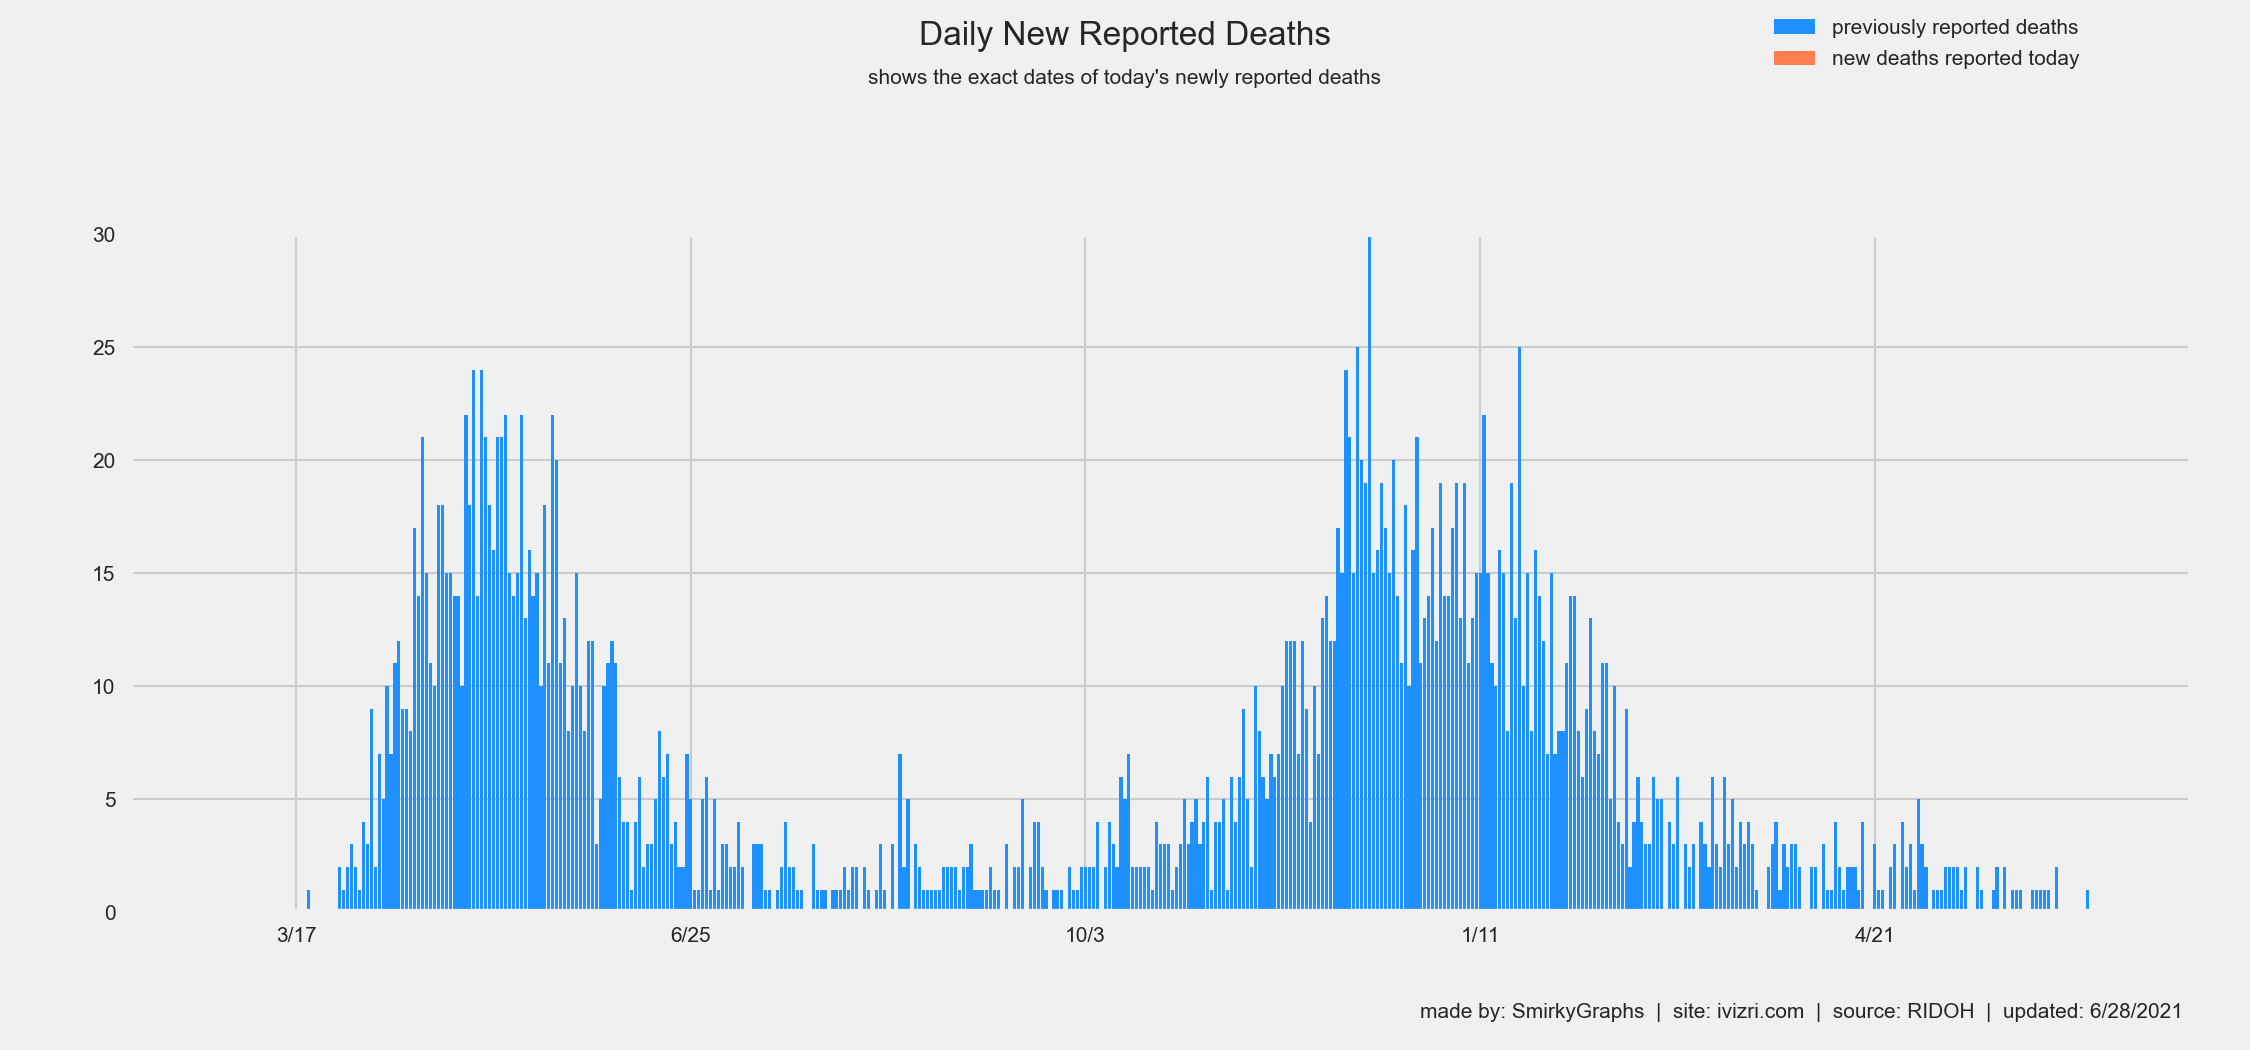 Daily New Reported Deaths
shows the exact dates of today's newly reported deaths
previously reported deaths
new deaths reported today
30
25
20
15
10
5
0
3/17 6/25 10/3 1/11 4/21
made by: SmirkyGraphs | site: ivizri.com | source: RIDOH | updated: 6/28/2021